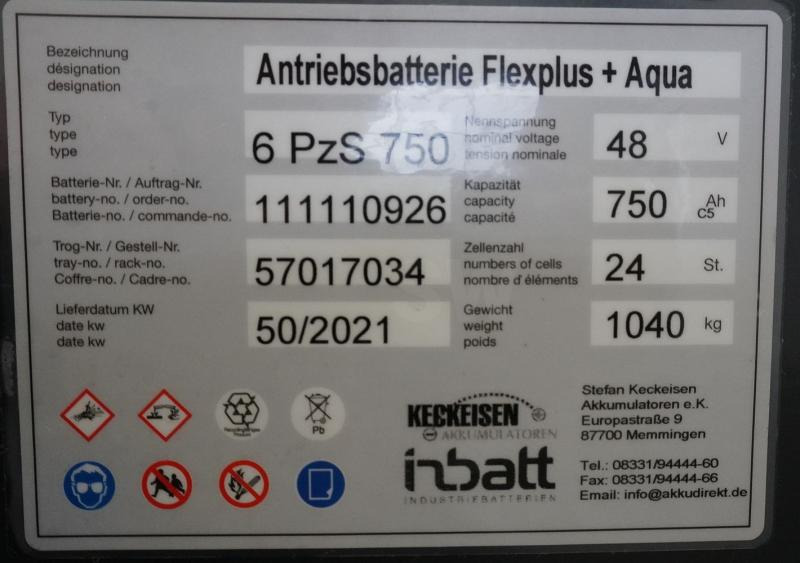 Bezeichnung
désignation
designation
Antriebsbatterie Flexplus + Aqua
Typ
type
type
6 PzS 750
Nennspannung
nominal voltage
tension nominale
48 V
Batterie-Nr. / Auftrag-Nr.
battery-no. / order-no.
Batterie-no. / commande-no.
111110926
Kapazität
capacity
capacité
750 Ah
C5
Trog-Nr. / Gestell-Nr.
tray-no. / rack-no.
Coffre-no. / Cadre-no.
57017034
Zellenzahl
numbers of cells
nombre d'éléments
24 St.
Lieferdatum KW
date kw
date kw
50/2021
Gewicht
weight
poids
1040 kg
Pb
KECKEISEN
AKKUMULATOREN
inbatt
INDUSTRIEBATTERIEN
Stefan Keckeisen
Akkumulatoren e.K.
Europastraße 9
87700 Memmingen
Tel.: 08331/94444-60
Fax: 08331/94444-66
Email: info@akkudirekt.de